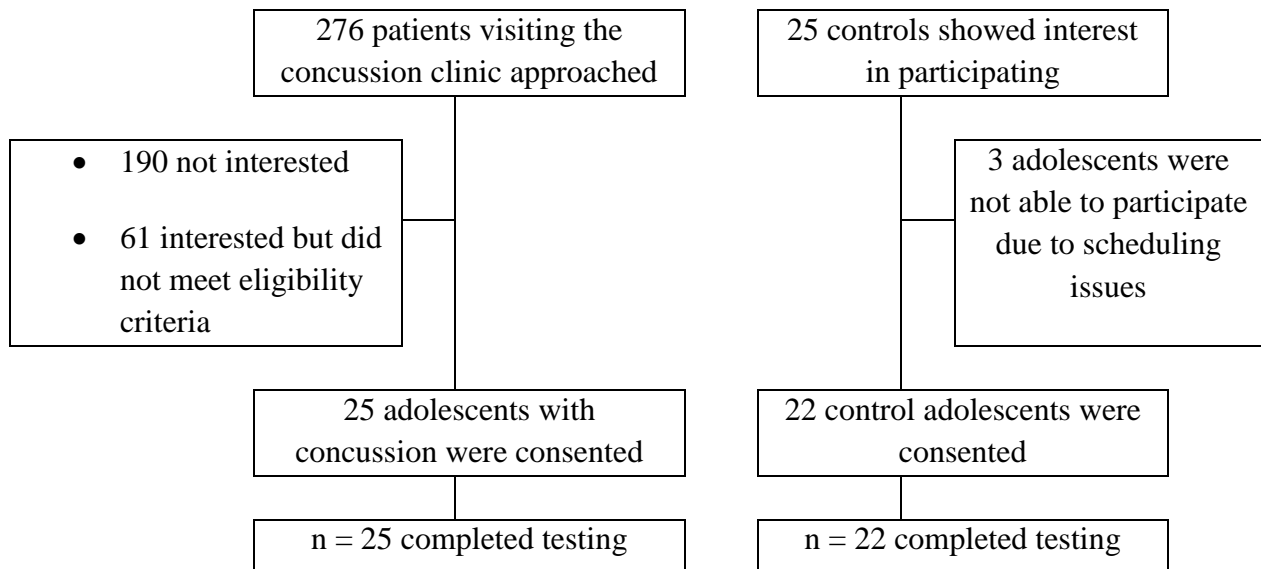 276 patients visiting the
concussion clinic approached
25 controls showed interest
in participating
• 190 not interested
• 61 interested but did
not meet eligibility
criteria
3 adolescents were
not able to participate
due to scheduling
issues
25 adolescents with
concussion were consented
22 control adolescents were
consented
n = 25 completed testing
n = 22 completed testing